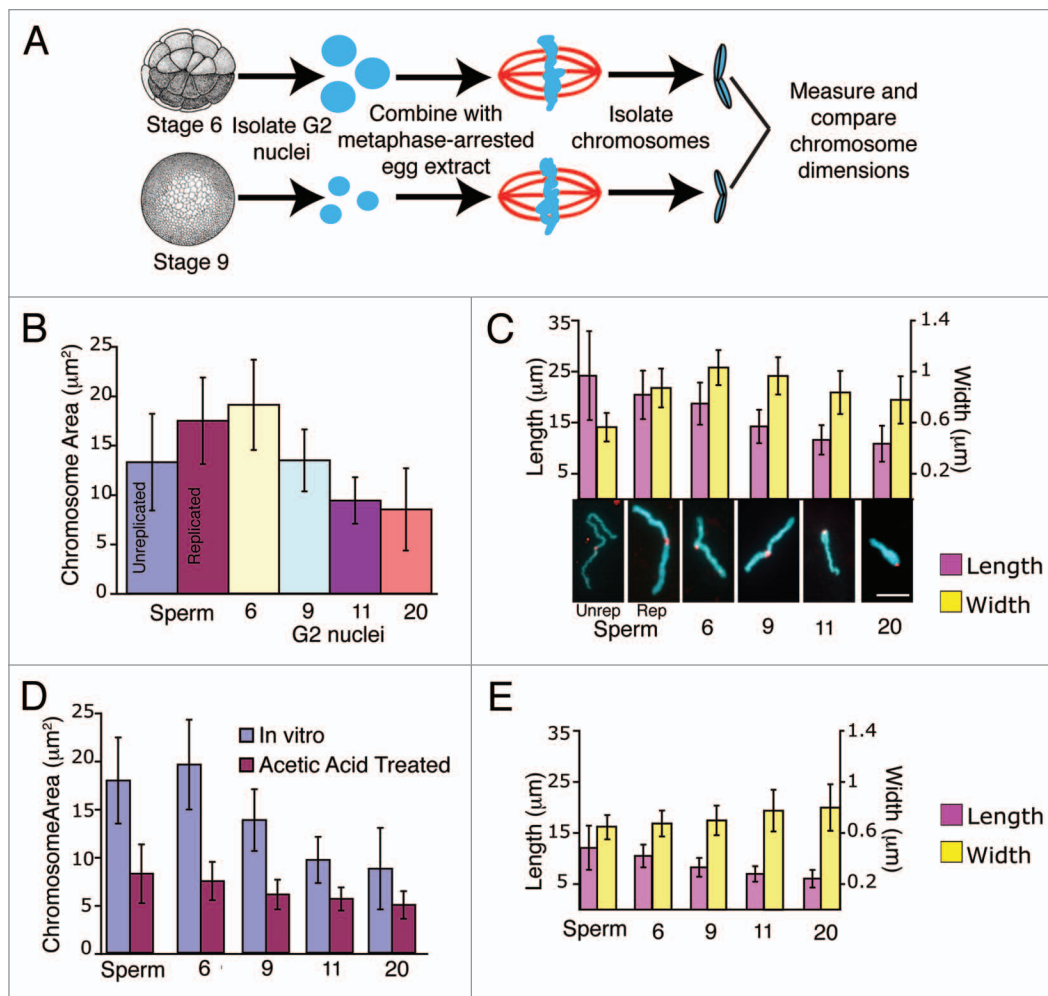 A
Stage 6
Isolate G2
nuclei
Combine with
metaphase-arrested
egg extract
Isolate
chromosomes
Measure and
compare
chromosome
dimensions
Stage 9
B
Chromosome Area (µm²)
25
20
15
10
5
0
Unreplicated
Replicated
Sperm
6
9
11
20
G2 nuclei
C
Length (µm)
35
25
15
5
1.4
1
0.6
0.2
Width (µm)
Unrep
Rep
Sperm
6
9
11
20
Length
Width
D
ChromosomeArea (µm²)
25
20
15
10
5
0
In vitro
Acetic Acid Treated
Sperm
6
9
11
20
E
Length (µm)
35
25
15
5
1.4
1
0.6
0.2
Width (µm)
Sperm
6
9
11
20
Length
Width